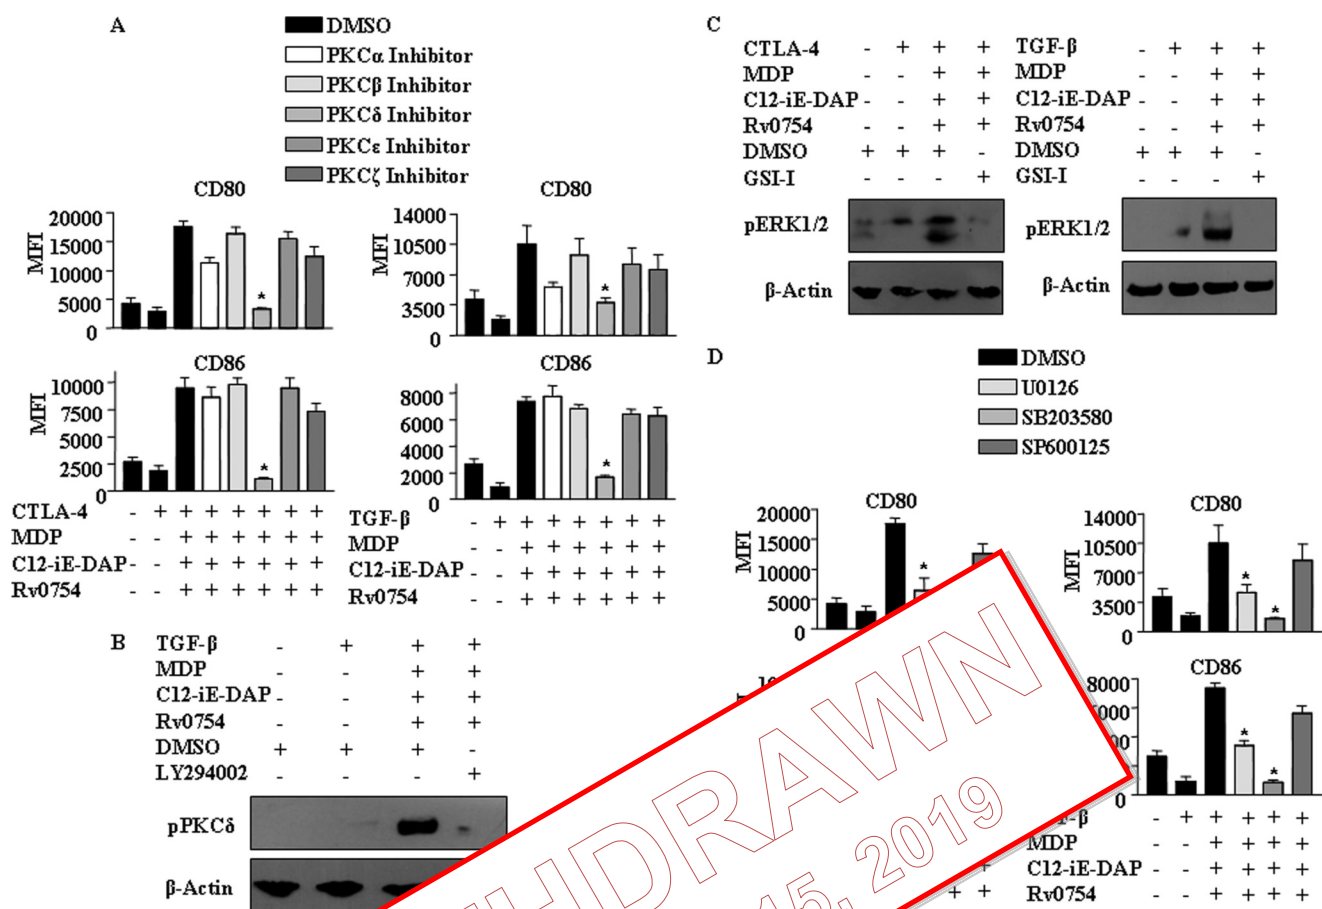 A
DMSO
PKCα Inhibitor
PKCβ Inhibitor
PKCδ Inhibitor
PKCε Inhibitor
PKCζ Inhibitor
CD80
MFI
20000
15000
10000
5000
0
CD80
MFI
14000
10500
7000
3500
0
CD86
MFI
10000
7500
5000
2500
0
CD86
8000
6000
4000
2000
0
*
*
*
*
CTLA-4 - + + + + + + +
MDP - - + + + + + +
C12-iE-DAP - - + + + + + +
Rv0754 - - + + + + + +
TGF-β - + + + + + + +
MDP - - + + + + + +
C12-iE-DAP - - + + + + + +
Rv0754 - - + + + + + +
B
TGF-β - + + +
MDP - - + +
C12-iE-DAP - - + +
Rv0754 - - + +
DMSO + + + -
LY294002 - - - +
pPKCδ
β-Actin
C
CTLA-4 - + + +
MDP - - + +
C12-iE-DAP - - + +
Rv0754 - - + +
DMSO + + + -
GSI-I - - - +
pERK1/2
β-Actin
TGF-β - + + +
MDP - - + +
C12-iE-DAP - - + +
Rv0754 - - + +
DMSO + + + -
GSI-I - - - +
pERK1/2
β-Actin
D
DMSO
U0126
SB203580
SP600125
CD80
MFI
20000
15000
10000
5000
0
*
CD80
MFI
14000
10500
7000
3500
0
* *
CD86
8000
0
* *
- + + + + +
MDP - - + + + +
C12-iE-DAP - - + + + +
Rv0754 - - + + + +
+ +
HDRAWN
15, 2019